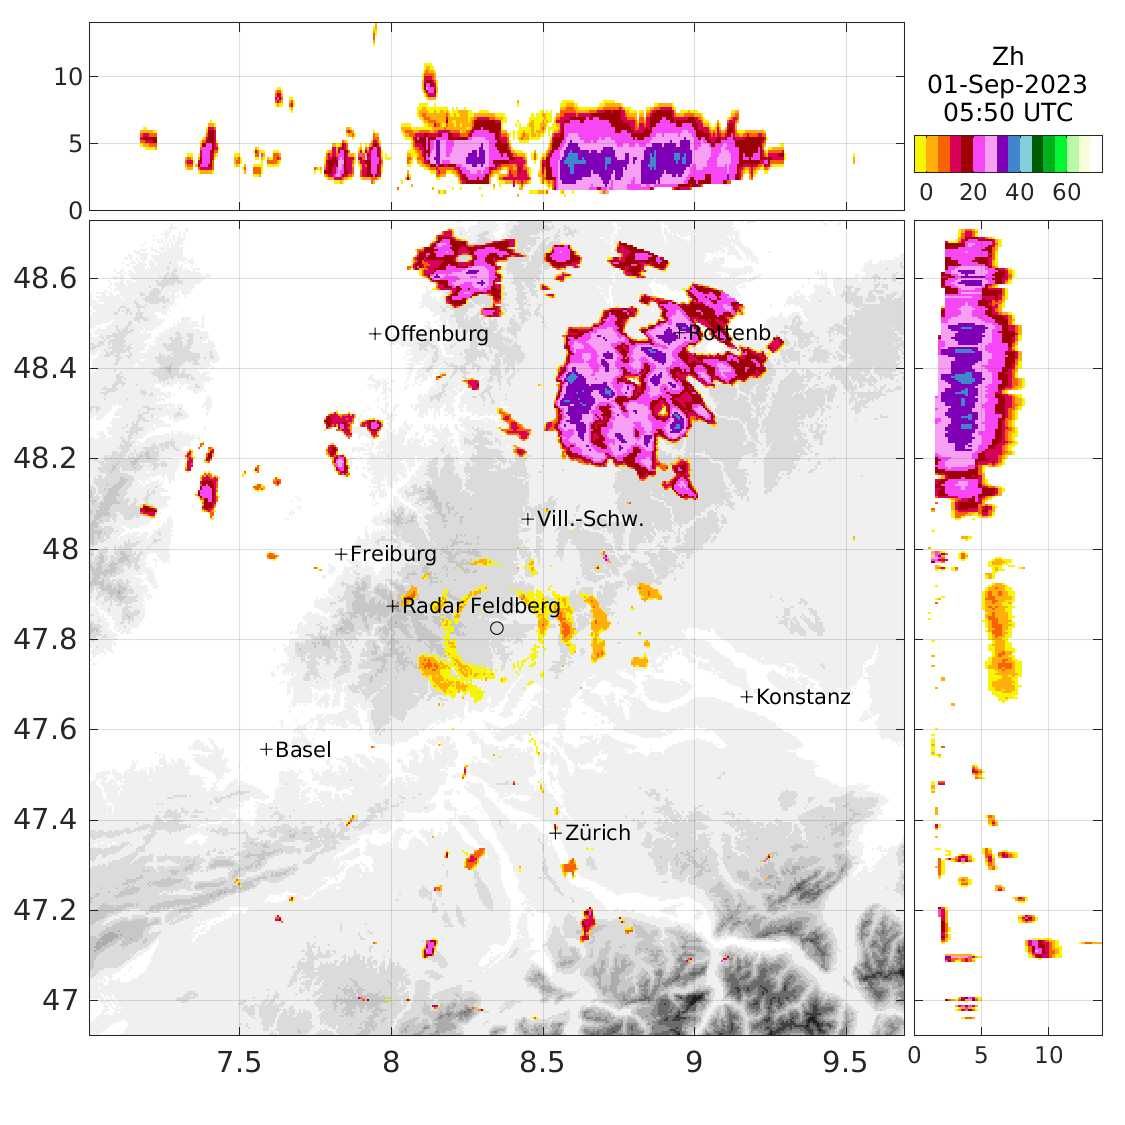 10
5
0
Zh
01-Sep-2023
05:50 UTC
0 20 40 60
48.6
48.4
48.2
48
47.8
47.6
47.4
47.2
47
+Offenburg
+Rottenb.
+Vill.-Schw.
+Freiburg
+Radar Feldberg
+Konstanz
+Basel
+Zürich
7.5 8 8.5 9 9.5
0 5 10